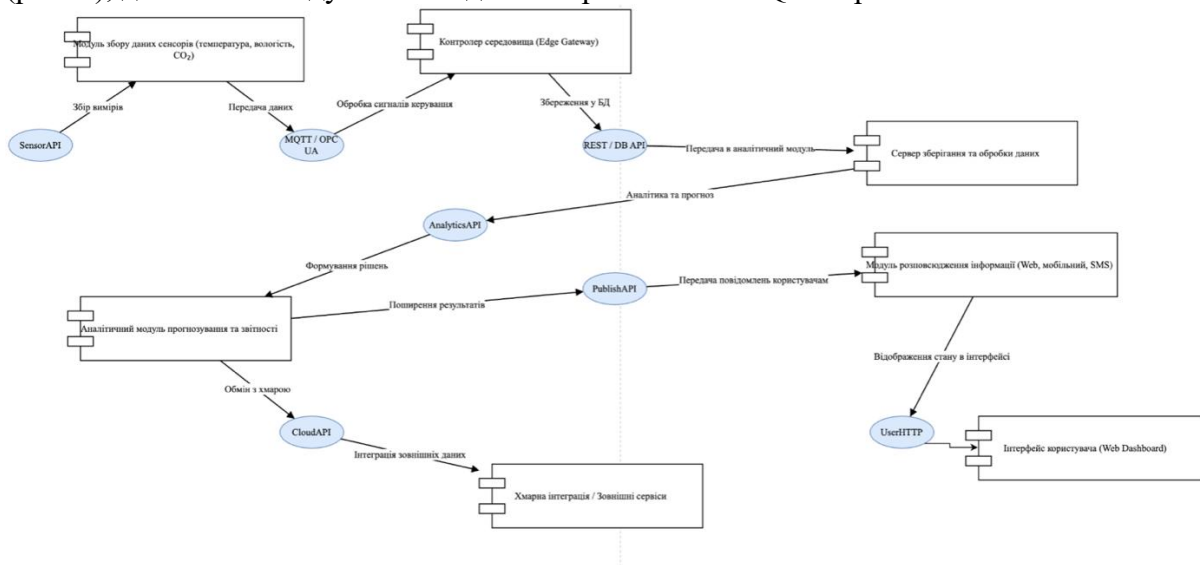 Модуль збору даних сенсорів (температура, вологість,
CO₂)
Контролер середовища (Edge Gateway)
Збір вимірів
Передача даних
Обробка сигналів керування
Збереження у БД
SensorAPI
MQTT / OPC
UA
REST / DB API
Передача в аналітичний модуль
Сервер зберігання та обробки даних
Аналітика та прогноз
AnalyticsAPI
Формування рішень
Модуль розповсюдження інформації (Web, мобільний, SMS)
Передача повідомлень користувачам
PublishAPI
Поширення результатів
Аналітичний модуль прогнозування та звітності
Відображення стану в інтерфейсі
Обмін з хмарою
CloudAPI
UserHTTP
Інтерфейс користувача (Web Dashboard)
Інтеграція зовнішніх даних
Хмарна інтеграція / Зовнішні сервіси